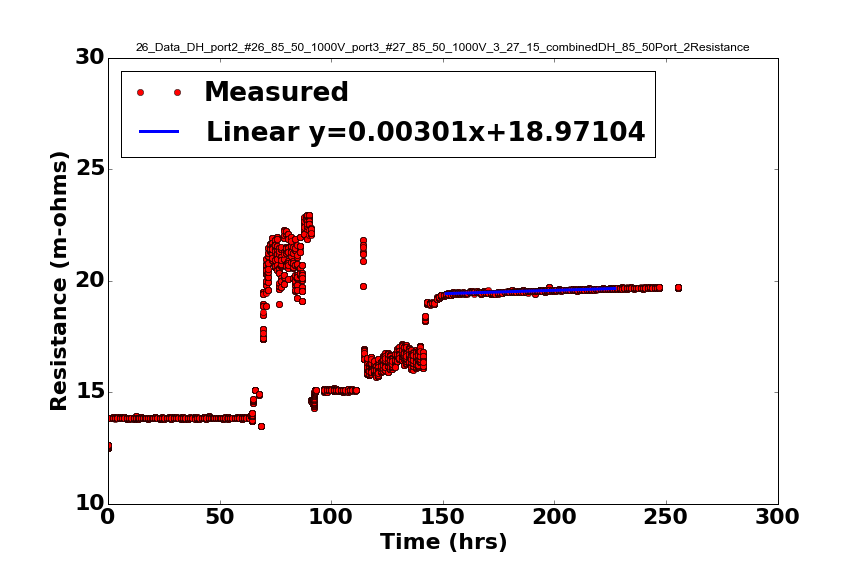 26_Data_DH_port2_#26_85_50_1000V_port3_#27_85_50_1000V_3_27_15_combinedDH_85_50Port_2Resistance
30
Measured
Linear y=0.00301x+18.97104
25
20
15
10
Resistance (m-ohms)
0 50 100 150 200 250 300
Time (hrs)